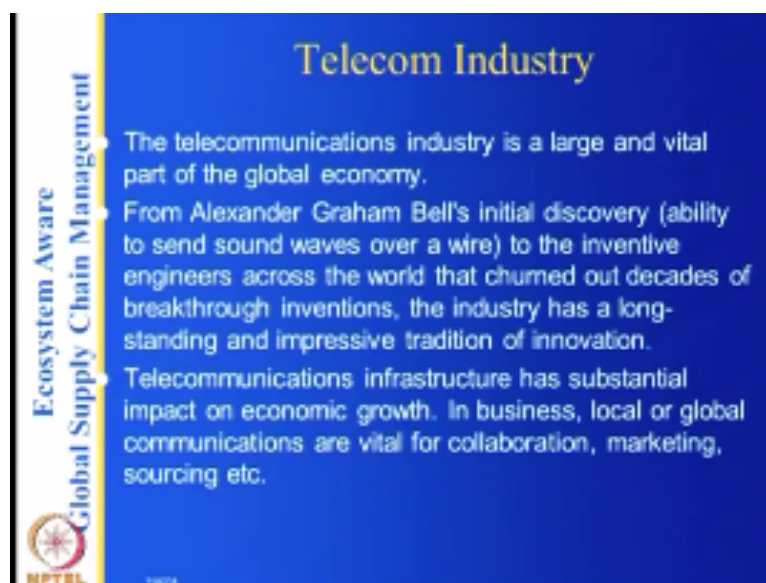 Telecom Industry
The telecommunications industry is a large and vital
part of the global economy.
From Alexander Graham Bell's initial discovery (ability
to send sound waves over a wire) to the inventive
engineers across the world that churned out decades of
breakthrough inventions, the industry has a long-
standing and impressive tradition of innovation.
Telecommunications infrastructure has substantial
impact on economic growth. In business, local or global
communications are vital for collaboration, marketing,
sourcing etc.
Ecosystem Aware
Global Supply Chain Management
NPTEL